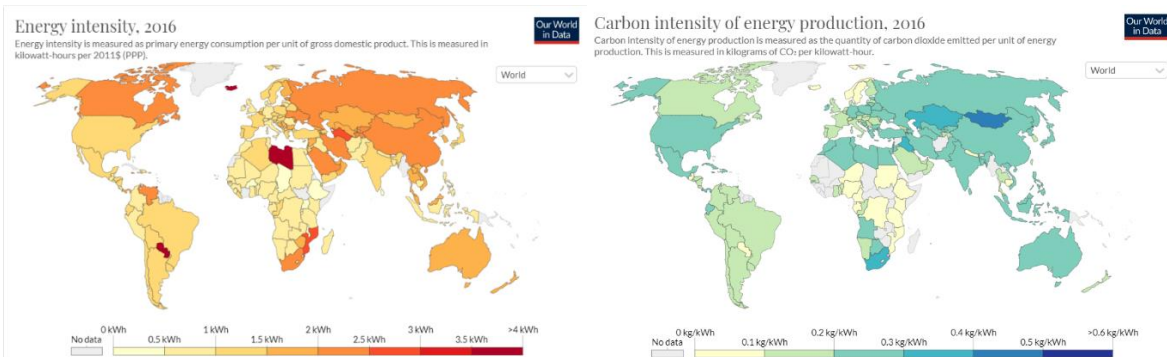 Energy intensity, 2016
Energy intensity is measured as primary energy consumption per unit of gross domestic product. This is measured in
kilowatt-hours per 2011$ (PPP).
Our World
in Data
World
No data
0 kWh
0.5 kWh
1 kWh
1.5 kWh
2 kWh
2.5 kWh
3 kWh
3.5 kWh
>4 kWh
Carbon intensity of energy production, 2016
Carbon intensity of energy production is measured as the quantity of carbon dioxide emitted per unit of energy
production. This is measured in kilograms of CO₂ per kilowatt-hour.
Our World
in Data
World
No data
0 kg/kWh
0.1 kg/kWh
0.2 kg/kWh
0.3 kg/kWh
0.4 kg/kWh
0.5 kg/kWh
>0.6 kg/kWh